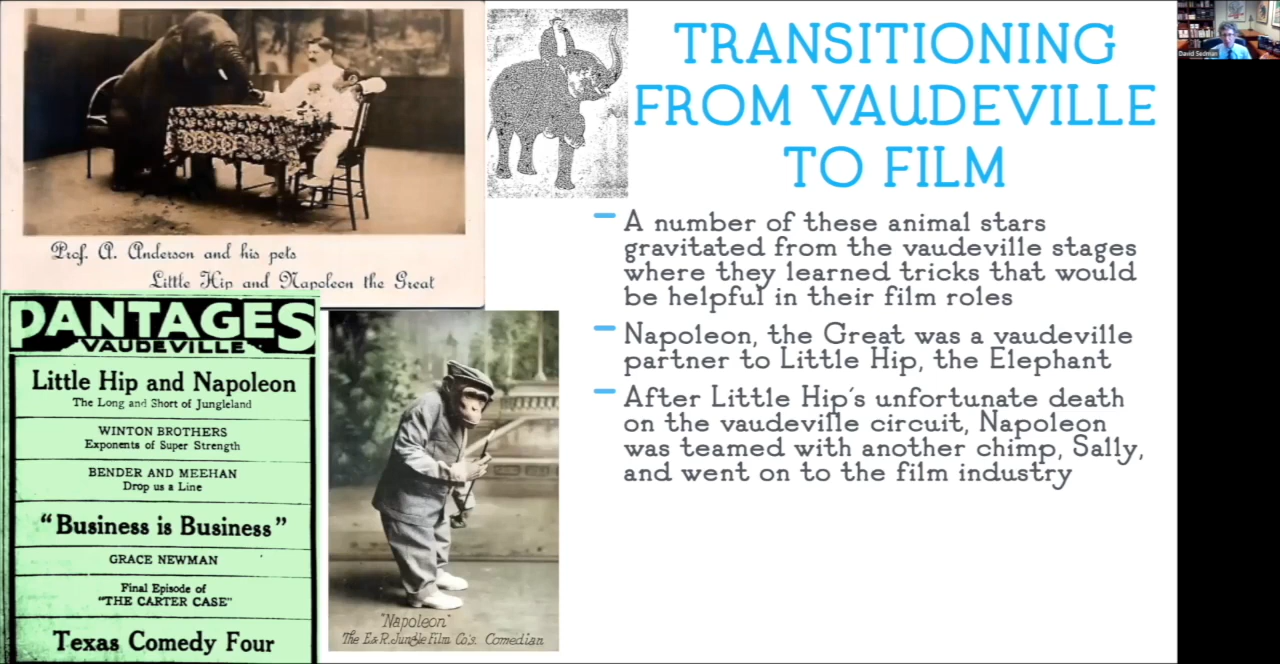 Prof. A. Anderson and his pets
Little Hip and Napoleon the Great
PANTAGES
VAUDEVILLE
Little Hip and Napoleon
The Long and Short of Jungleland
WINTON BROTHERS
Exponents of Super Strength
BENDER AND MEEHAN
Drop us a Line
"Business is Business"
GRACE NEWMAN
Final Episode of
"THE CARTER CASE"
Texas Comedy Four
"Napoleon"
The E&R. Jungle Film Co's. Comedian
TRANSITIONING
FROM VAUDEVILLE
TO FILM
A number of these animal stars
gravitated from the vaudeville stages
where they learned tricks that would
be helpful in their film roles
Napoleon, the Great was a vaudeville
partner to Little Hip, the Elephant
After Little Hip's unfortunate death
on the vaudeville circuit, Napoleon
was teamed with another chimp, Sally,
and went on to the film industry
David Sedman